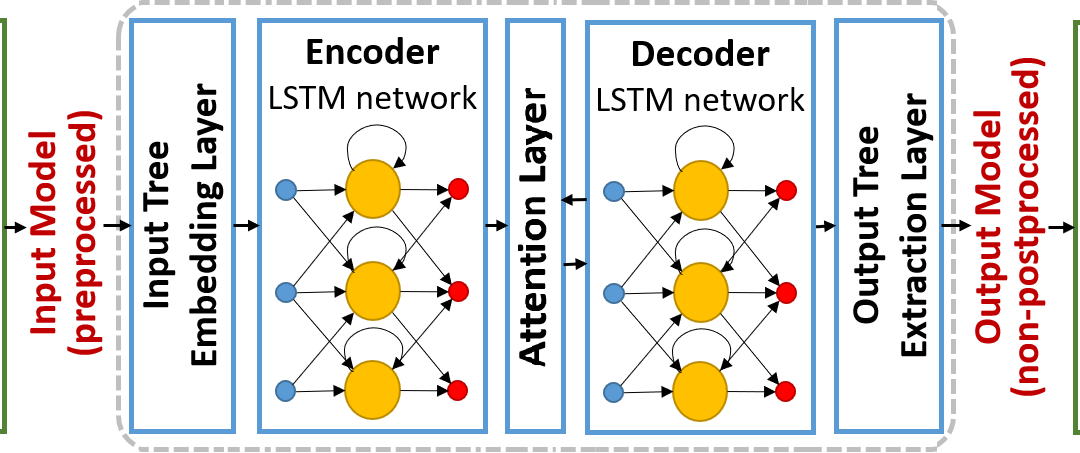 Input Model
(preprocessed)
Input Tree
Embedding Layer
Encoder
LSTM network
Attention Layer
Decoder
LSTM network
Output Tree
Extraction Layer
Output Model
(non-postprocessed)